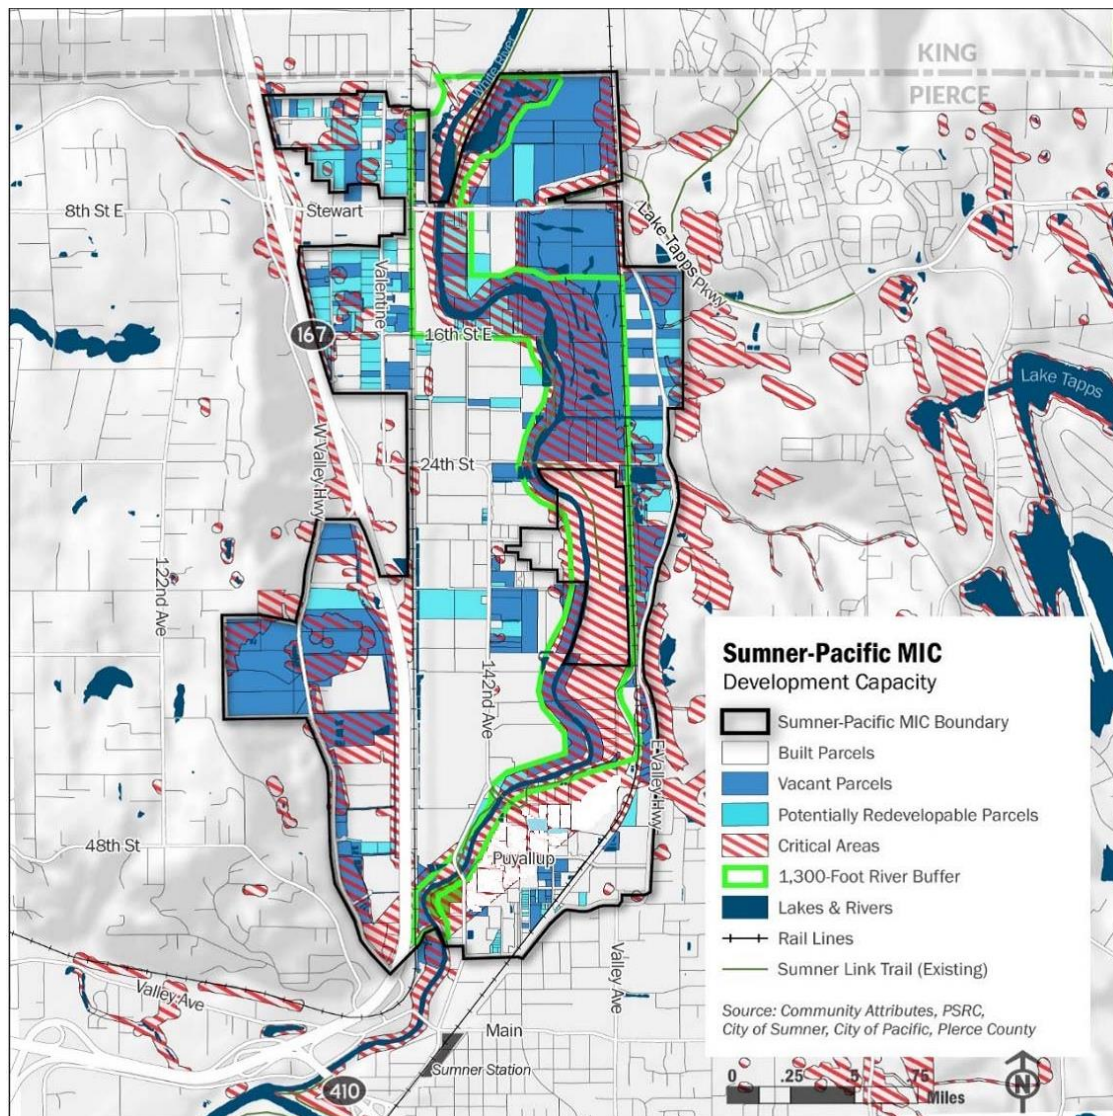 KING
PIERCE
White River
8th St E
Stewart
Lake Tapps Pkwy
Valentine
167
16th St E
Lake Tapps
W Valley Hwy
24th St
122nd Ave
142nd Ave
E Valley Hwy
48th St
Puyallup
Valley Ave
Valley Ave
Main
Sumner Station
410
Sumner-Pacific MIC
Development Capacity
Sumner-Pacific MIC Boundary
Built Parcels
Vacant Parcels
Potentially Redevelopable Parcels
Critical Areas
1,300-Foot River Buffer
Lakes & Rivers
Rail Lines
Sumner Link Trail (Existing)
Source: Community Attributes, PSRC,
City of Sumner, City of Pacific, Pierce County
0 .25 .5 .75
Miles
N